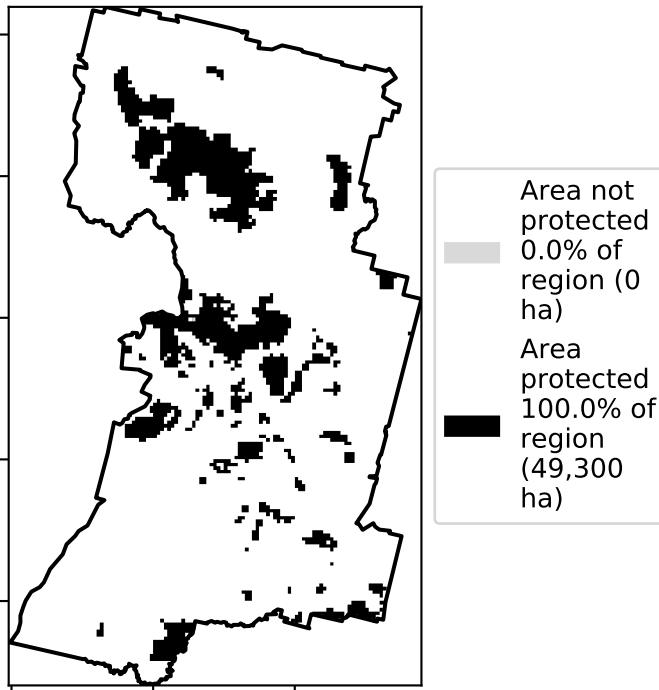 Area not
protected
0.0% of
region (0
ha)
Area
protected
100.0% of
region
(49,300
ha)